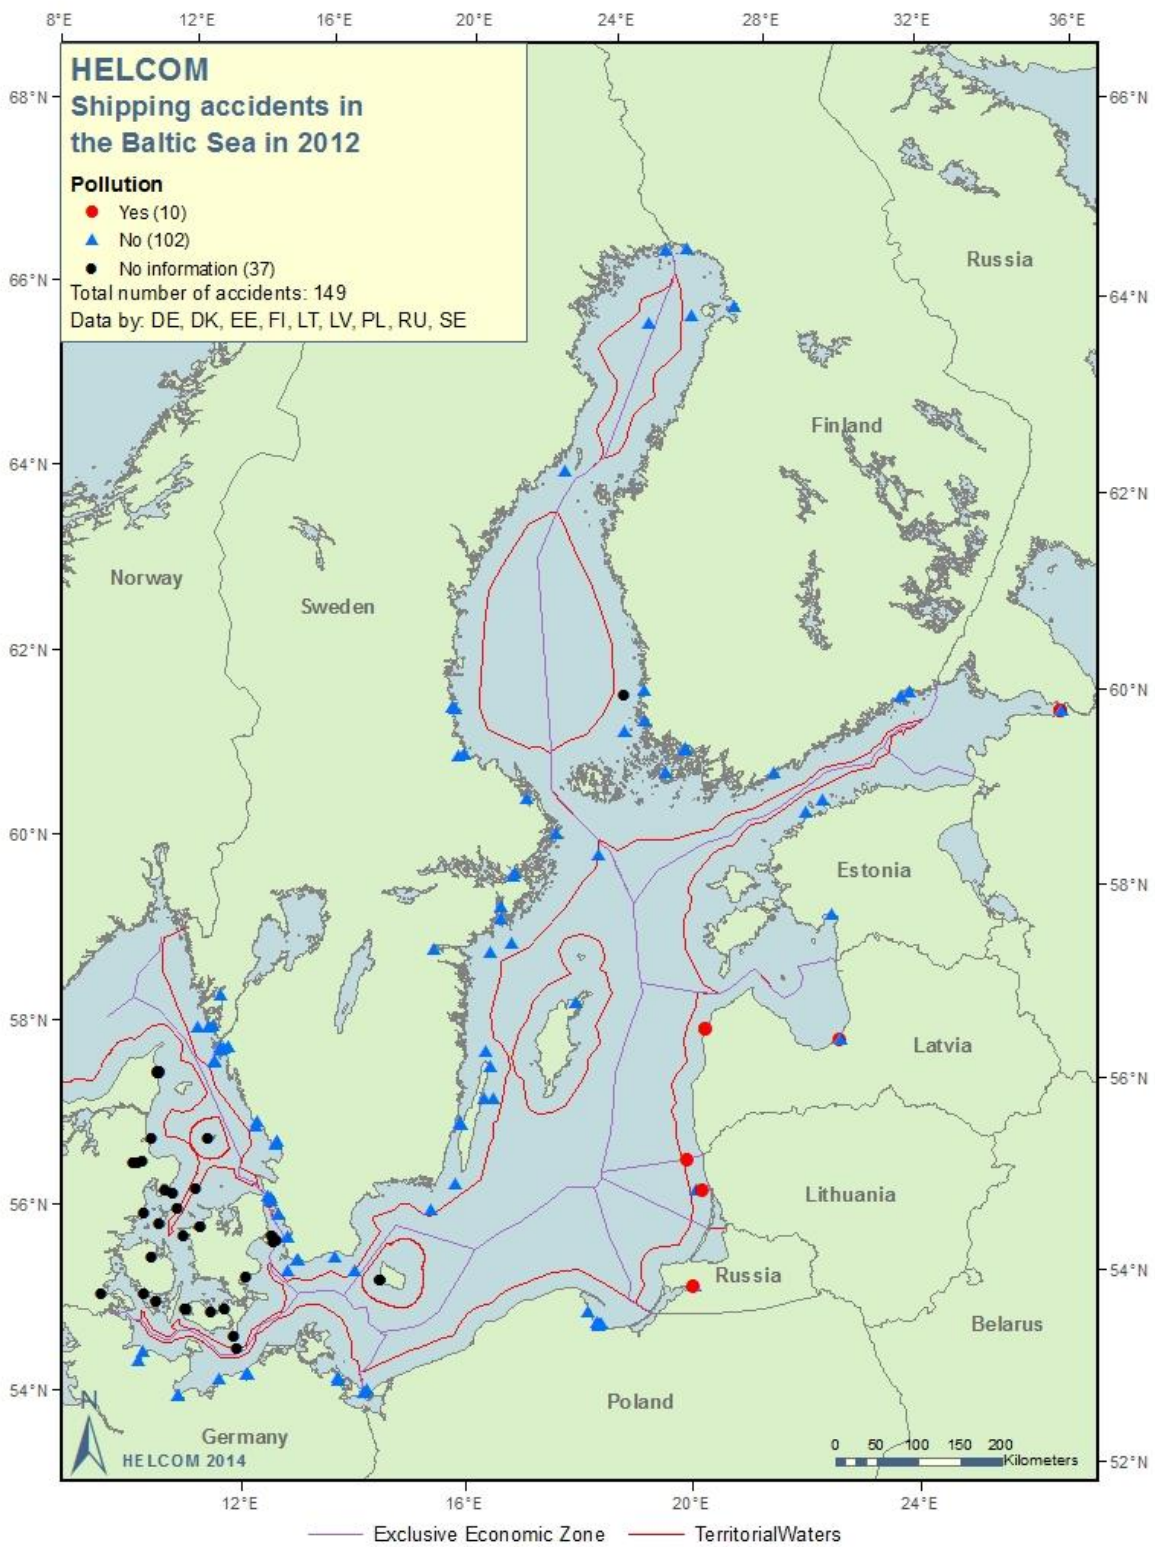 8°E 12°E 16°E 20°E 24°E 28°E 32°E 36°E
HELCOM
Shipping accidents in
the Baltic Sea in 2012
Pollution
Yes (10)
No (102)
No information (37)
Total number of accidents: 149
Data by: DE, DK, EE, FI, LT, LV, PL, RU, SE
68°N 66°N
Russia
66°N 64°N
Finland
64°N 62°N
Norway
Sweden
62°N 60°N
60°N
Estonia
58°N
58°N
Latvia
56°N
56°N
Lithuania
Russia
54°N
Belarus
54°N
Poland
N
Germany
HELCOM 2014
0 50 100 150 200
Kilometers
52°N
12°E 16°E 20°E 24°E
Exclusive Economic Zone TerritorialWaters